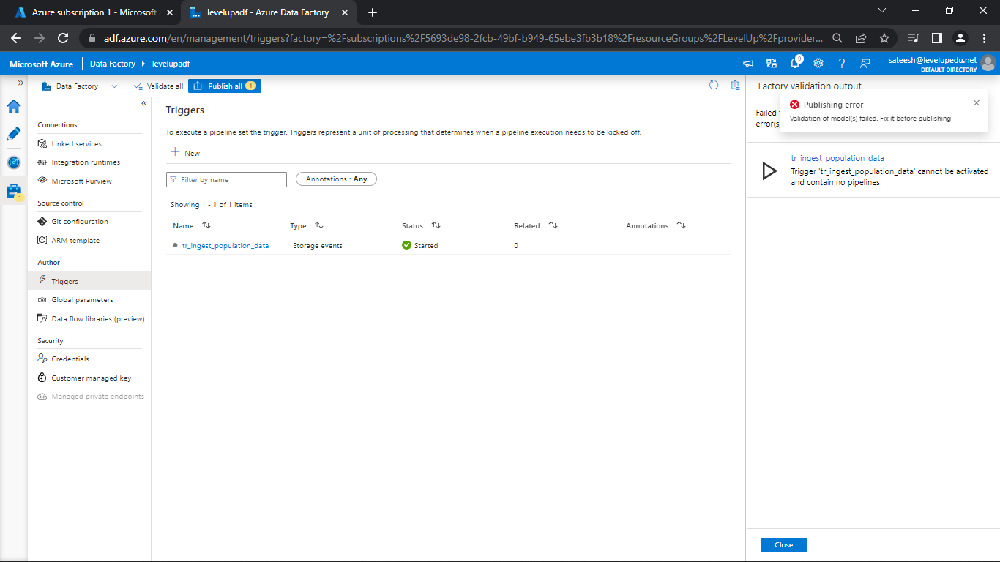 Azure subscription 1 - Microsoft
levelupadf - Azure Data Factory
adf.azure.com/en/management/triggers?factory=%2Fsubscriptions%2F5693de98-2fcb-49bf-b949-65ebe3fb3b18%2FresourceGroups%2FLevelUp%2Fprovider...
Microsoft Azure
Data Factory
levelupadf
9
sateesh@levelupedu.net
DEFAULT DIRECTORY
Data Factory
Validate all
Publish all 1
1
Connections
Linked services
Integration runtimes
Microsoft Purview
Source control
Git configuration
ARM template
Author
Triggers
Global parameters
Data flow libraries (preview)
Security
Credentials
Customer managed key
Managed private endpoints
Triggers
To execute a pipeline set the trigger. Triggers represent a unit of processing that determines when a pipeline execution needs to be kicked off.
New
Filter by name
Annotations : Any
Showing 1 - 1 of 1 items
Name Type Status Related Annotations
tr_ingest_population_data Storage events Started 0
Factory validation output
Failed
error(s)
Publishing error
Validation of model(s) failed. Fix it before publishing
tr_ingest_population_data
Trigger 'tr_ingest_population_data' cannot be activated
and contain no pipelines
Close